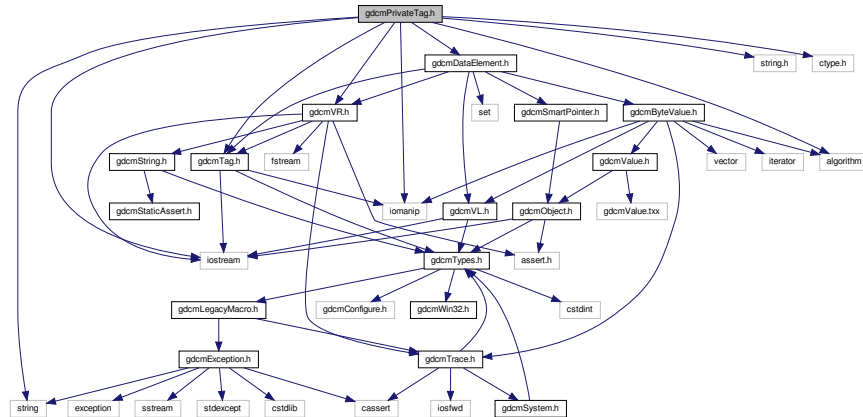 gdcmPrivateTag.h
gdcmDataElement.h
string.h
ctype.h
gdcmVR.h
set
gdcmSmartPointer.h
gdcmByteValue.h
gdcmString.h
gdcmTag.h
fstream
gdcmValue.h
vector
iterator
algorithm
gdcmStaticAssert.h
iomanip
gdcmVL.h
gdcmObject.h
gdcmValue.txx
iostream
gdcmTypes.h
assert.h
gdcmLegacyMacro.h
gdcmConfigure.h
gdcmWin32.h
cstdint
gdcmException.h
gdcmTrace.h
string
exception
sstream
stdexcept
cstdlib
cassert
iosfwd
gdcmSystem.h